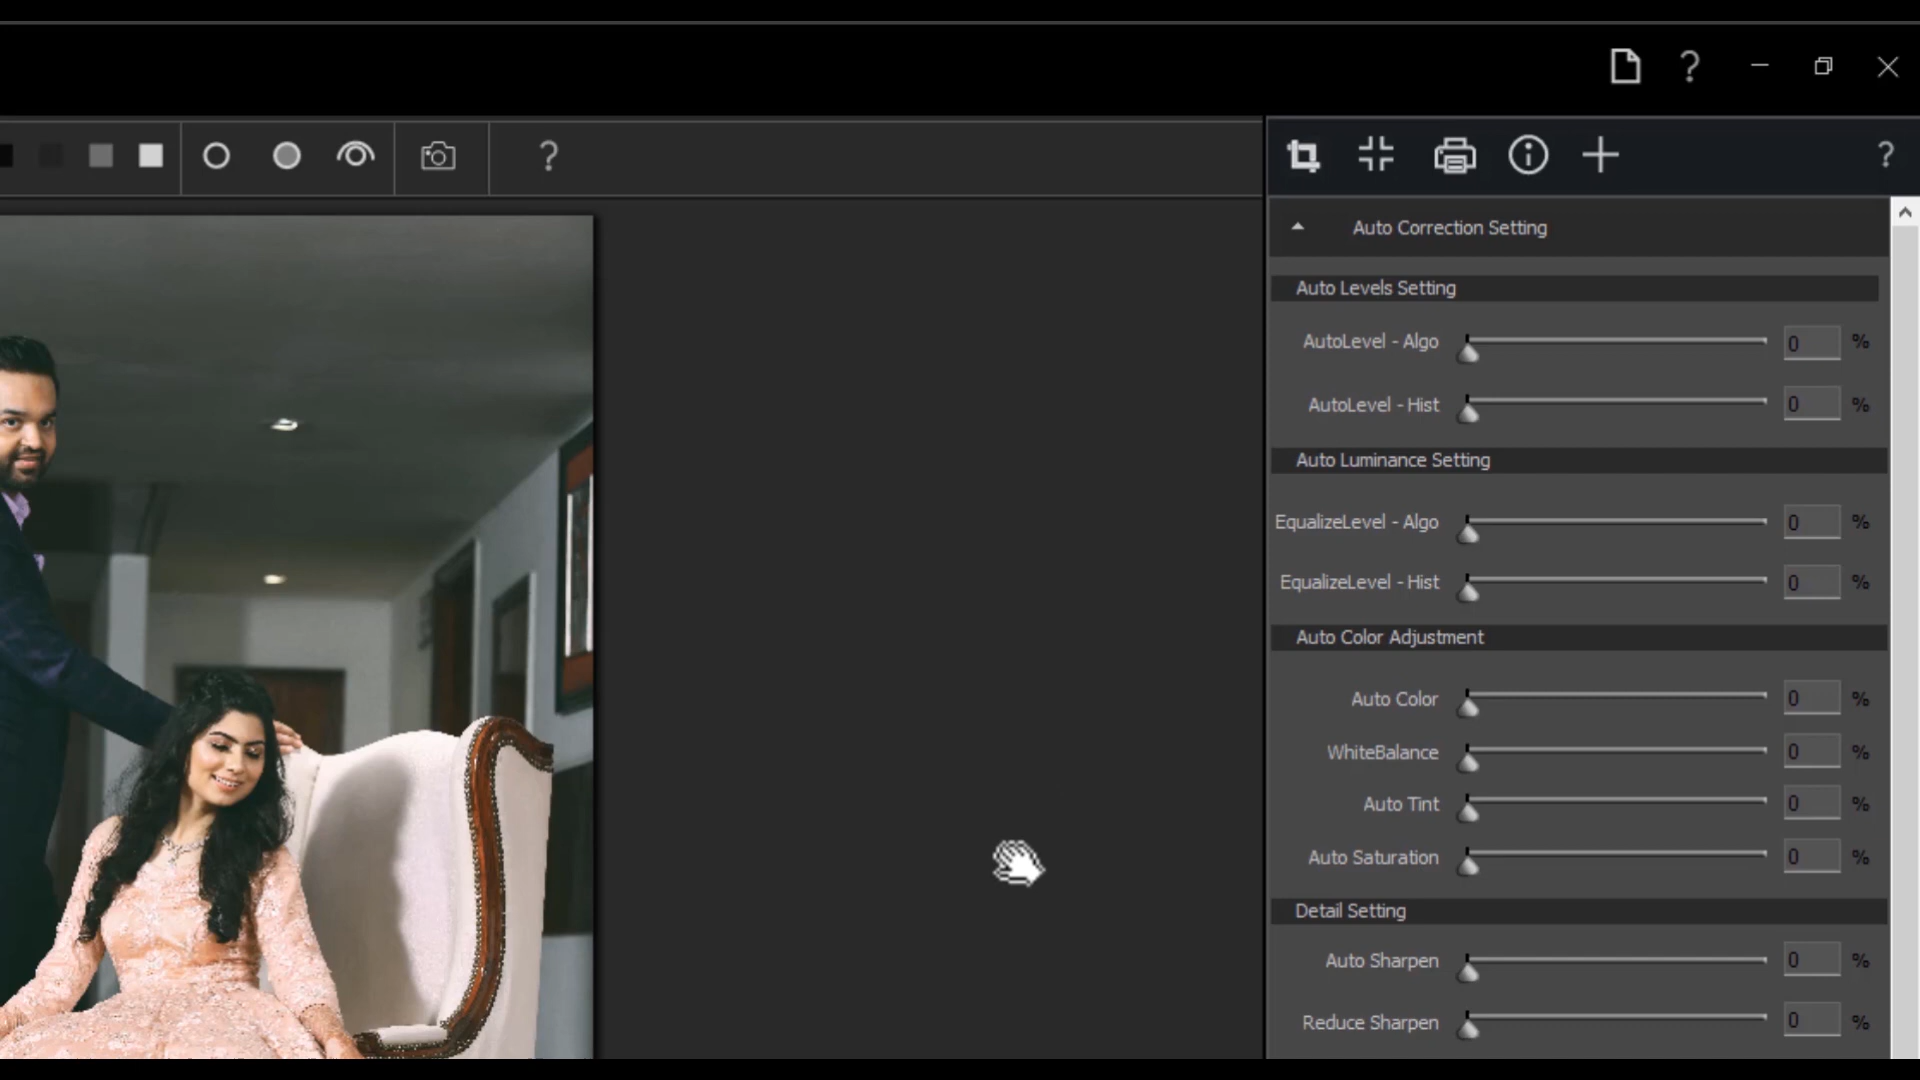 ?
?
?
Auto Correction Setting
Auto Levels Setting
AutoLevel - Algo 0 %
AutoLevel - Hist 0 %
Auto Luminance Setting
EqualizeLevel - Algo 0 %
EqualizeLevel - Hist 0 %
Auto Color Adjustment
Auto Color 0 %
WhiteBalance 0 %
Auto Tint 0 %
Auto Saturation 0 %
Detail Setting
Auto Sharpen 0 %
Reduce Sharpen 0 %